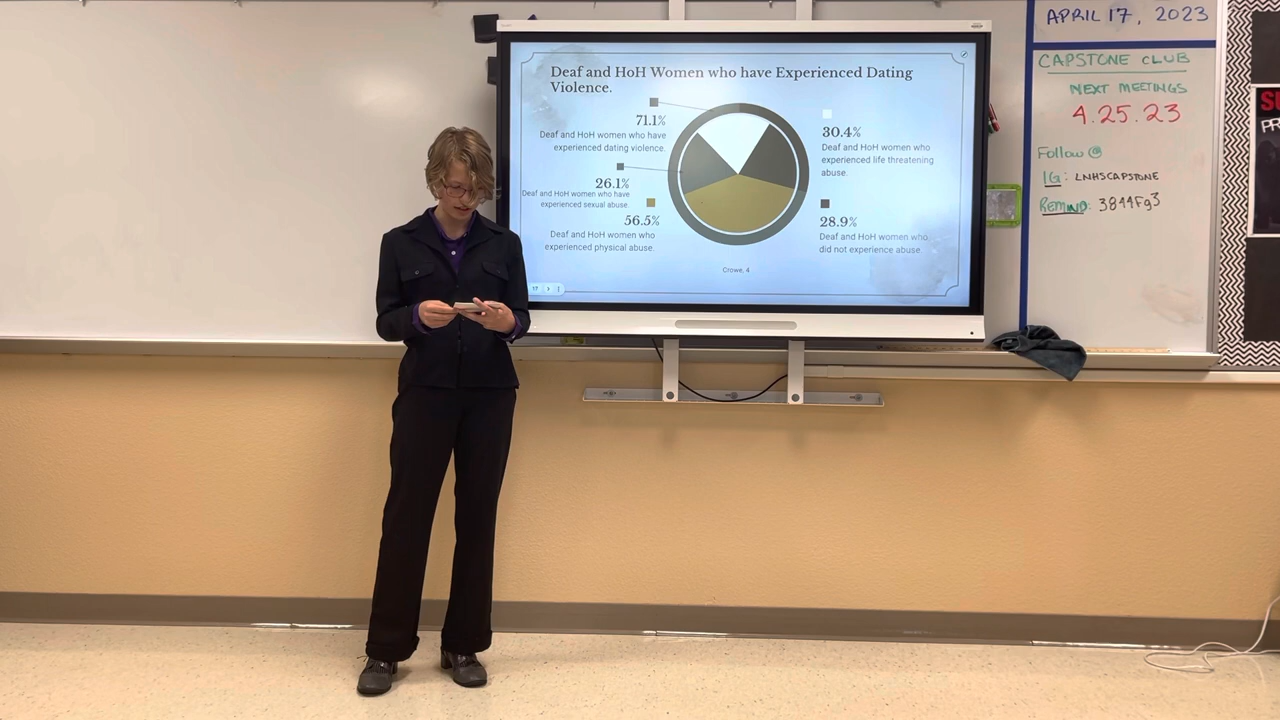 Deaf and HoH Women who have Experienced Dating
Violence.
71.1%
Deaf and HoH women who have
experienced dating violence.
26.1%
Deaf and HoH women who have
experienced sexual abuse.
56.5%
Deaf and HoH women who
experienced physical abuse.
30.4%
Deaf and HoH women who
experienced life threatening
abuse.
28.9%
Deaf and HoH women who
did not experience abuse.
Crowe, 4
17
APRIL 17, 2023
CAPSTONE CLUB
NEXT MEETINGS
4.25.23
Follow @
IG: LNHSCAPSTONE
REMIND: 3844Fg3